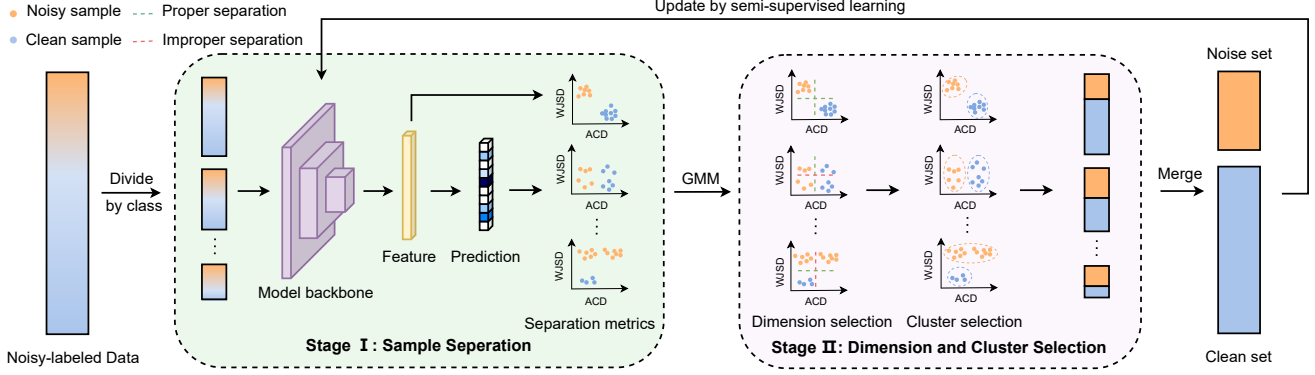 Update by semi-supervised learning
Noisy sample
Proper separation
Clean sample
Improper separation
Noisy-labeled Data
Divide
by class
Model backbone
Feature
Prediction
WJSD
ACD
WJSD
ACD
WJSD
ACD
Separation metrics
Stage Ⅰ: Sample Seperation
GMM
WJSD
ACD
WJSD
ACD
WJSD
ACD
Dimension selection
WJSD
ACD
WJSD
ACD
WJSD
ACD
Cluster selection
Stage Ⅱ: Dimension and Cluster Selection
Merge
Noise set
Clean set